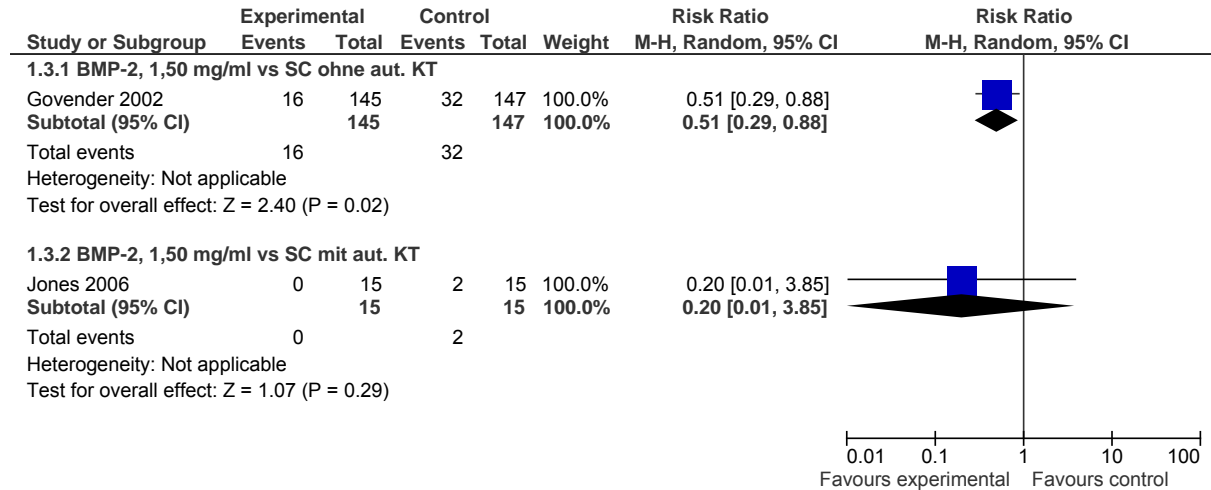 Experimental Control Risk Ratio Risk Ratio
Study or Subgroup Events Total Events Total Weight M-H, Random, 95% CI M-H, Random, 95% CI
1.3.1 BMP-2, 1,50 mg/ml vs SC ohne aut. KT
Govender 2002 16 145 32 147 100.0% 0.51 [0.29, 0.88]
Subtotal (95% CI) 145 147 100.0% 0.51 [0.29, 0.88]
Total events 16 32
Heterogeneity: Not applicable
Test for overall effect: Z = 2.40 (P = 0.02)
1.3.2 BMP-2, 1,50 mg/ml vs SC mit aut. KT
Jones 2006 0 15 2 15 100.0% 0.20 [0.01, 3.85]
Subtotal (95% CI) 15 15 100.0% 0.20 [0.01, 3.85]
Total events 0 2
Heterogeneity: Not applicable
Test for overall effect: Z = 1.07 (P = 0.29)
0.01 0.1 1 10 100
Favours experimental Favours control